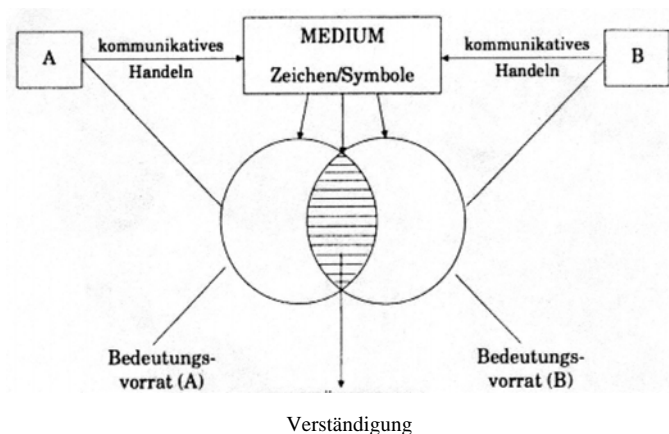 A
kommunikatives
Handeln
MEDIUM
Zeichen/Symbole
kommunikatives
Handeln
B
Bedeutungs-
vorrat (A)
Bedeutungs-
vorrat (B)
Verständigung